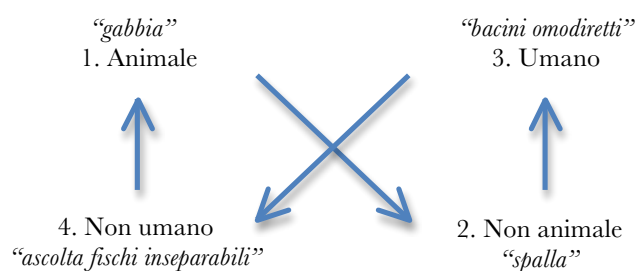 “gabbia”
1. Animale
“bacini omodiretti”
3. Umano
4. Non umano
“ascolta fischi inseparabili”
2. Non animale
“spalla”